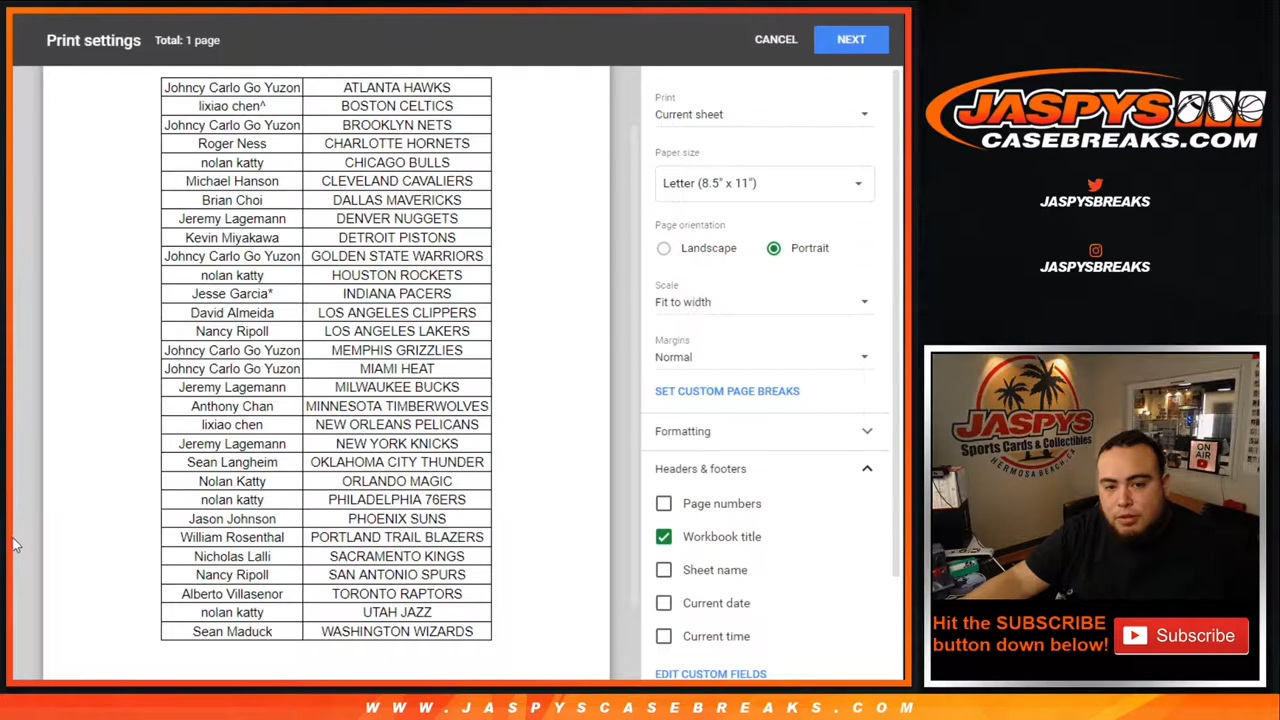 Print settings Total: 1 page CANCEL NEXT
Johncy Carlo Go Yuzon ATLANTA HAWKS
lixiao chen^ BOSTON CELTICS
Johncy Carlo Go Yuzon BROOKLYN NETS
Roger Ness CHARLOTTE HORNETS
nolan katty CHICAGO BULLS
Michael Hanson CLEVELAND CAVALIERS
Brian Choi DALLAS MAVERICKS
Jeremy Lagemann DENVER NUGGETS
Kevin Miyakawa DETROIT PISTONS
Johncy Carlo Go Yuzon GOLDEN STATE WARRIORS
nolan katty HOUSTON ROCKETS
Jesse Garcia* INDIANA PACERS
David Almeida LOS ANGELES CLIPPERS
Nancy Ripoll LOS ANGELES LAKERS
Johncy Carlo Go Yuzon MEMPHIS GRIZZLIES
Johncy Carlo Go Yuzon MIAMI HEAT
Jeremy Lagemann MILWAUKEE BUCKS
Anthony Chan MINNESOTA TIMBERWOLVES
lixiao chen NEW ORLEANS PELICANS
Jeremy Lagemann NEW YORK KNICKS
Sean Langheim OKLAHOMA CITY THUNDER
Nolan Katty ORLANDO MAGIC
nolan katty PHILADELPHIA 76ERS
Jason Johnson PHOENIX SUNS
William Rosenthal PORTLAND TRAIL BLAZERS
Nicholas Lalli SACRAMENTO KINGS
Nancy Ripoll SAN ANTONIO SPURS
Alberto Villasenor TORONTO RAPTORS
nolan katty UTAH JAZZ
Sean Maduck WASHINGTON WIZARDS
Print
Current sheet
Paper size
Letter (8.5" x 11")
Page orientation
Landscape Portrait
Scale
Fit to width
Margins
Normal
SET CUSTOM PAGE BREAKS
Formatting
Headers & footers
Page numbers
Workbook title
Sheet name
Current date
Current time
EDIT CUSTOM FIELDS
JASPYS
CASEBREAKS.COM
JASPYSBREAKS
JASPYSBREAKS
JASPYS
Sports Cards & Collectibles
HERMOSA BEACH, CA
ON
AIR
Hit the SUBSCRIBE
button down below!
Subscribe
WWW.JASPYSCASEBREAKS.COM